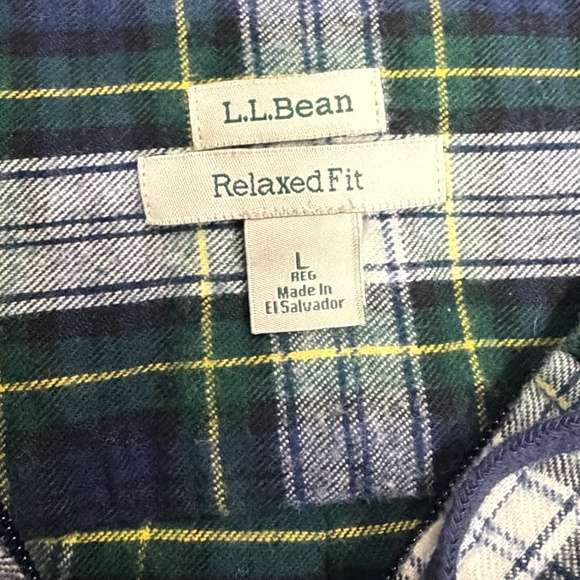 L.L.Bean
Relaxed Fit
L
REG
Made In
El Salvador